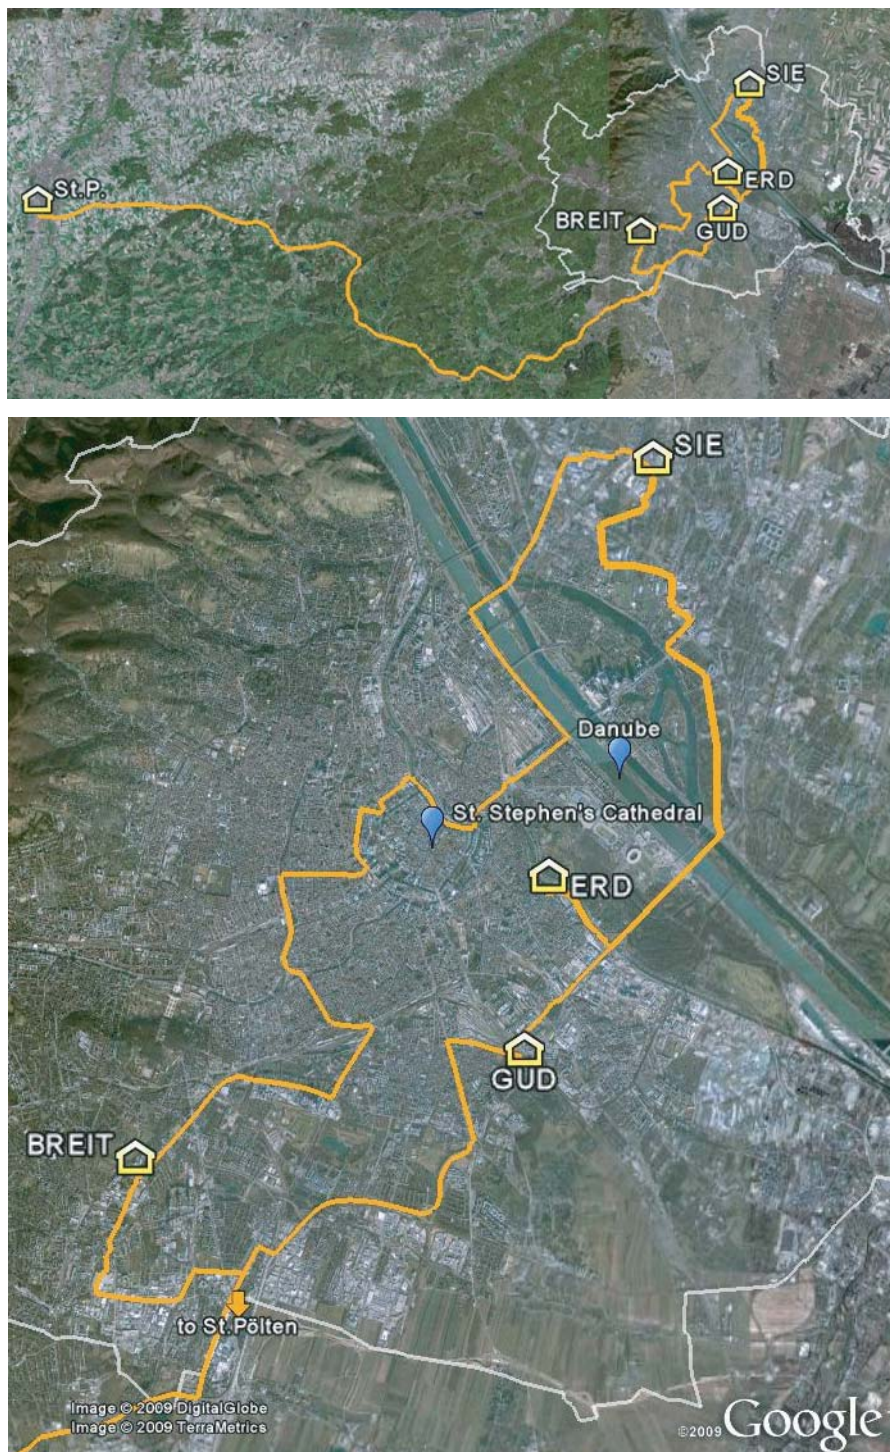 SIE
St.P.
ERD
BREIT
GUD
SIE
Danube
St. Stephen's Cathedral
ERD
GUD
BREIT
to St.Pölten
Image © 2009 DigitalGlobe
Image © 2009 TerraMetrics
©2009 Google